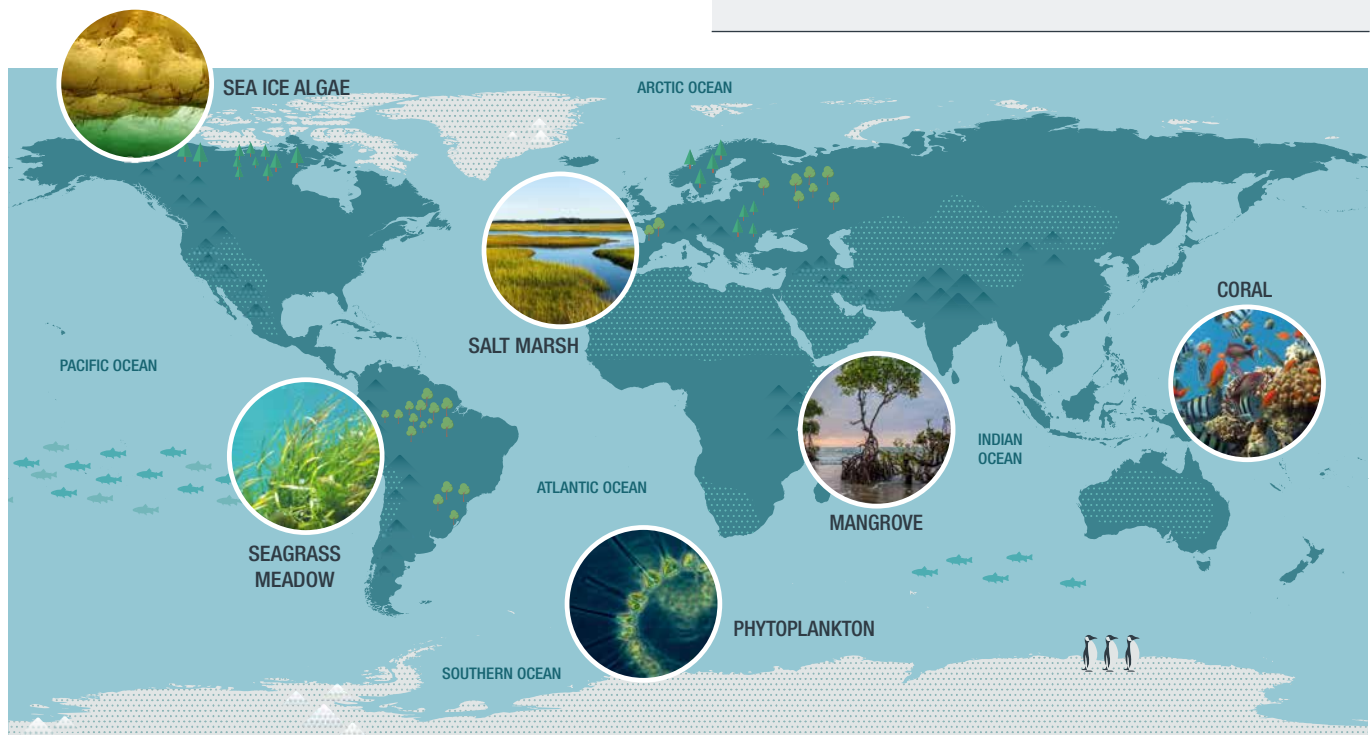 SEA ICE ALGAE
ARCTIC OCEAN
CORAL
SALT MARSH
PACIFIC OCEAN
INDIAN
OCEAN
ATLANTIC OCEAN
MANGROVE
SEAGRASS
MEADOW
PHYTOPLANKTON
SOUTHERN OCEAN